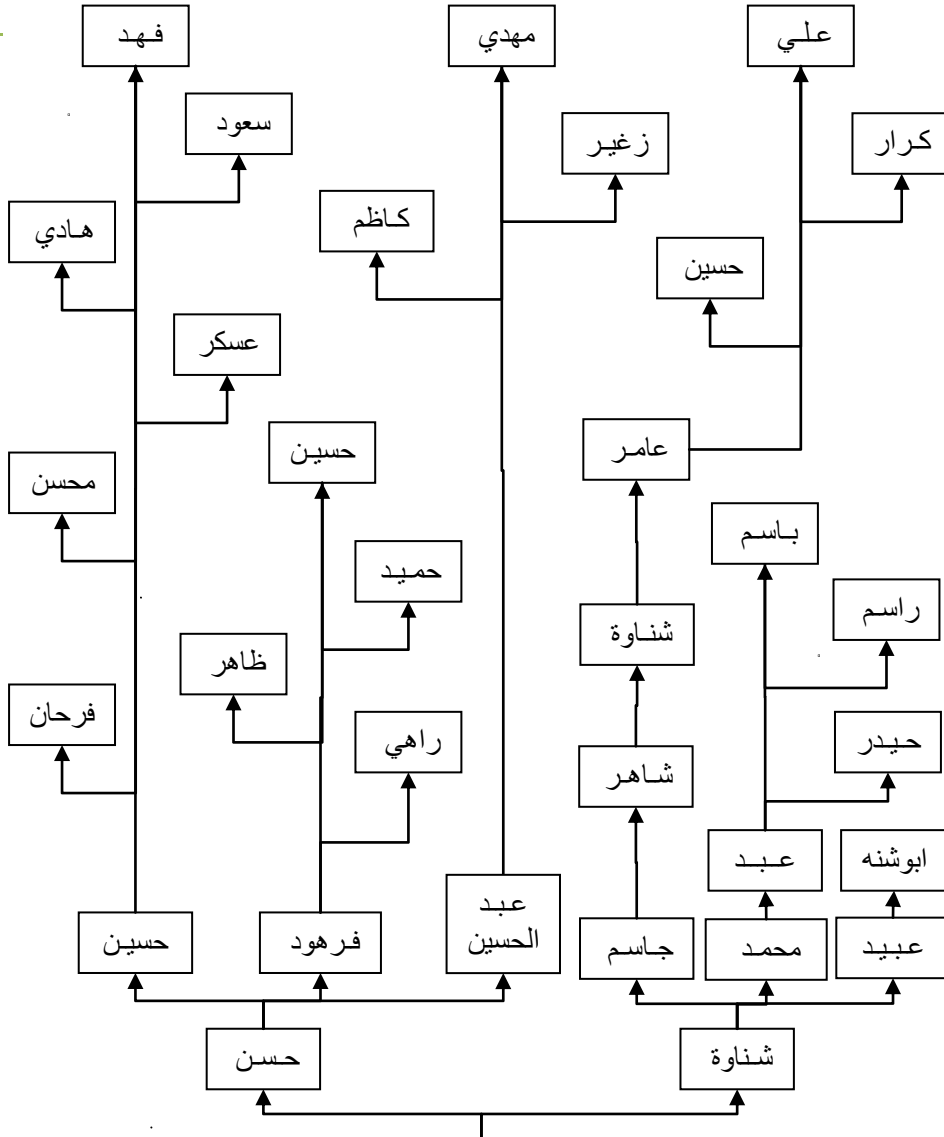 علي
مهدي
فهد
سعود
كرار
زغير
كاظم
هادي
حسين
عسكر
عامر
حسين
محسن
باسم
حميد
راسم
شناوة
ظاهر
فرحان
حيدر
راهي
شاهر
ابوشنه
عبد
عبد
الحسين
عبيد
محمد
جاسم
فرهود
حسين
شناوة
حسن